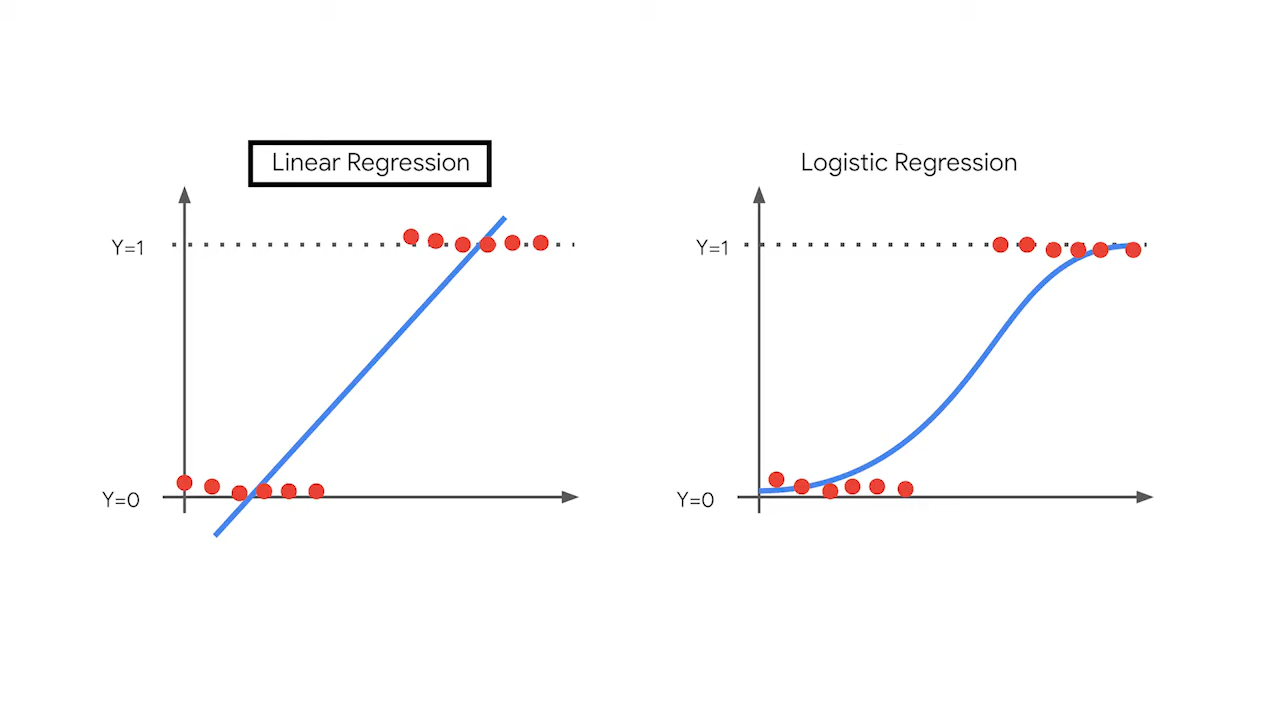 Linear Regression
Y=1
Y=0
Logistic Regression
Y=1
Y=0